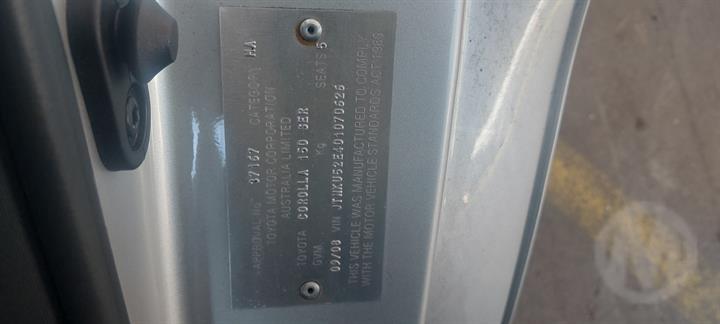 APPROVAL NO 37167 CATEGORY MA
TOYOTA MOTOR CORPORATION
AUSTRALIA LIMITED
TOYOTA COROLLA 150 SER
GVM Kg SEATS 5
09/08 VIN JTNKU52E401070626
THIS VEHICLE WAS MANUFACTURED TO COMPLY
WITH THE MOTOR VEHICLE STANDARDS ACT 1989